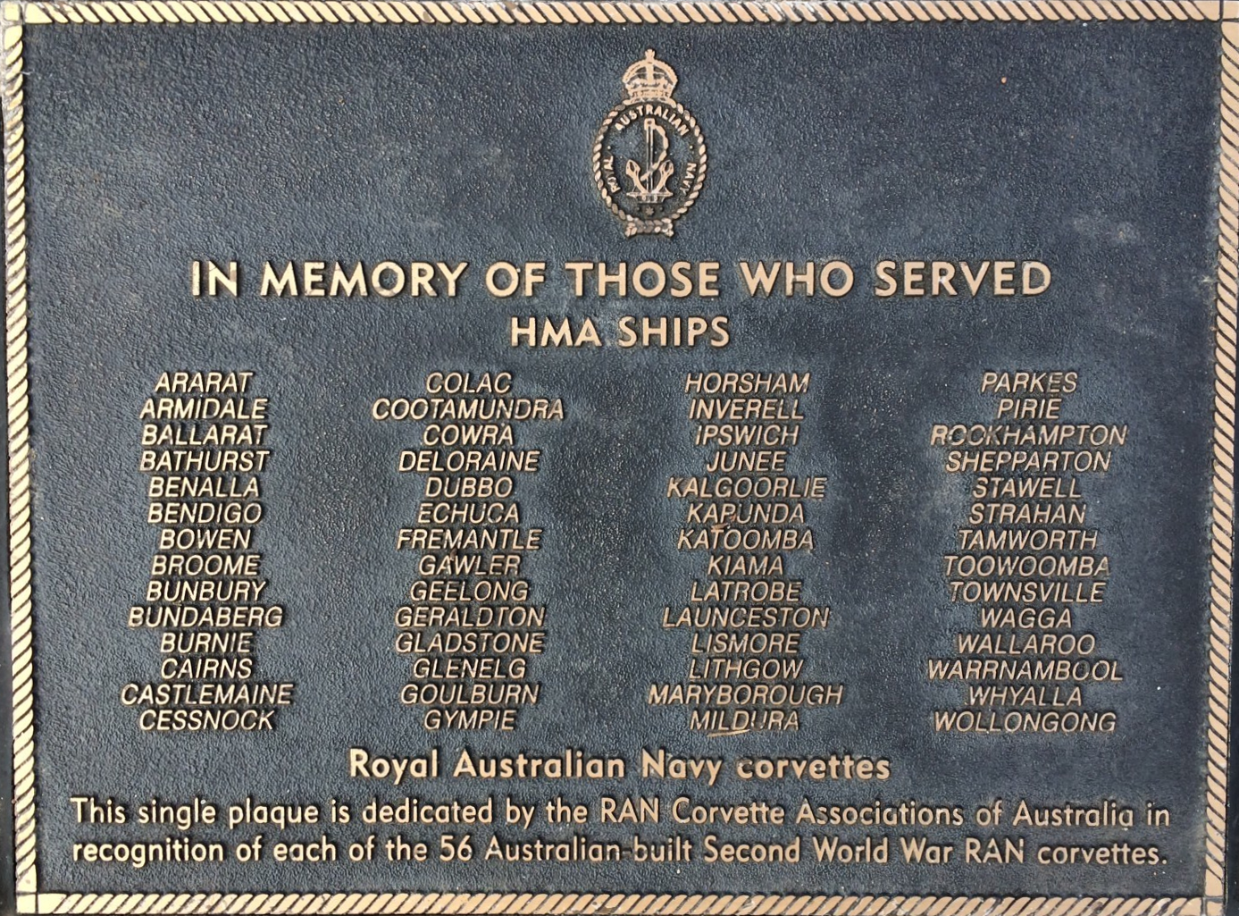 ROYAL AUSTRALIAN NAVY
IN MEMORY OF THOSE WHO SERVED
HMA SHIPS
ARARAT
ARMIDALE
BALLARAT
BATHURST
BENALLA
BENDIGO
BOWEN
BROOME
BUNBURY
BUNDABERG
BURNIE
CAIRNS
CASTLEMAINE
CESSNOCK
COLAC
COOTAMUNDRA
COWRA
DELORAINE
DUBBO
ECHUCA
FREMANTLE
GAWLER
GEELONG
GERALDTON
GLADSTONE
GLENELG
GOULBURN
GYMPIE
HORSHAM
INVERELL
IPSWICH
JUNEE
KALGOORLIE
KAPUNDA
KATOOMBA
KIAMA
LATROBE
LAUNCESTON
LISMORE
LITHGOW
MARYBOROUGH
MILDURA
PARKES
PIRIE
ROCKHAMPTON
SHEPPARTON
STAWELL
STRAHAN
TAMWORTH
TOOWOOMBA
TOWNSVILLE
WAGGA
WALLAROO
WARRNAMBOOL
WHYALLA
WOLLONGONG
Royal Australian Navy corvettes
This single plaque is dedicated by the RAN Corvette Associations of Australia in
recognition of each of the 56 Australian-built Second World War RAN corvettes.